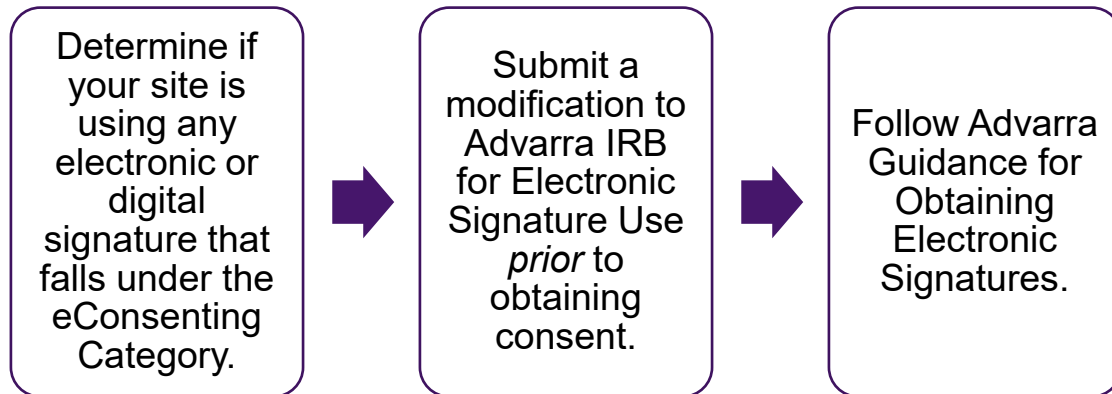 Determine if
your site is
using any
electronic or
digital
signature that
falls under the
eConsenting
Category.
Submit a
modification to
Advarra IRB
for Electronic
Signature Use
prior to
obtaining
consent.
Follow Advarra
Guidance for
Obtaining
Electronic
Signatures.